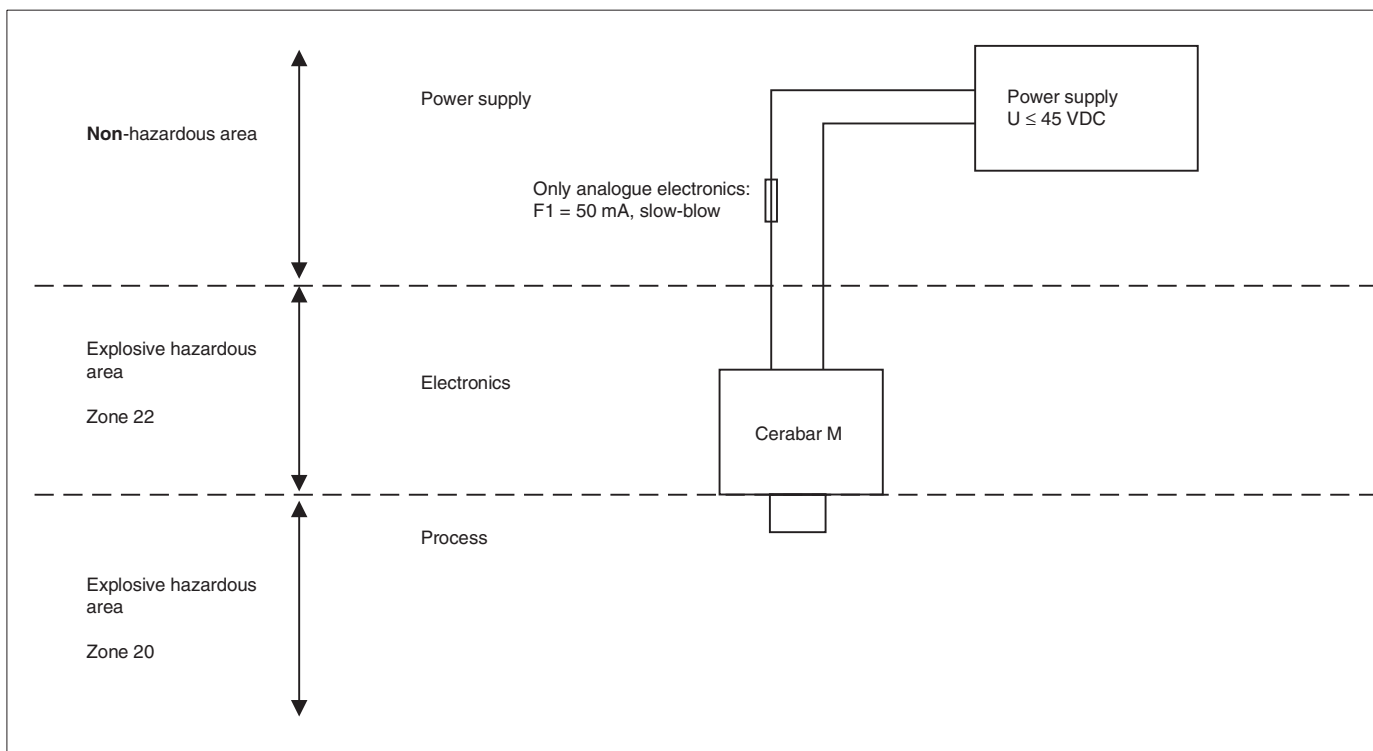 Non-hazardous area
Power supply
Power supply
U ≤ 45 VDC
Only analogue electronics:
F1 = 50 mA, slow-blow
Explosive hazardous
area
Zone 22
Electronics
Cerabar M
Explosive hazardous
area
Zone 20
Process